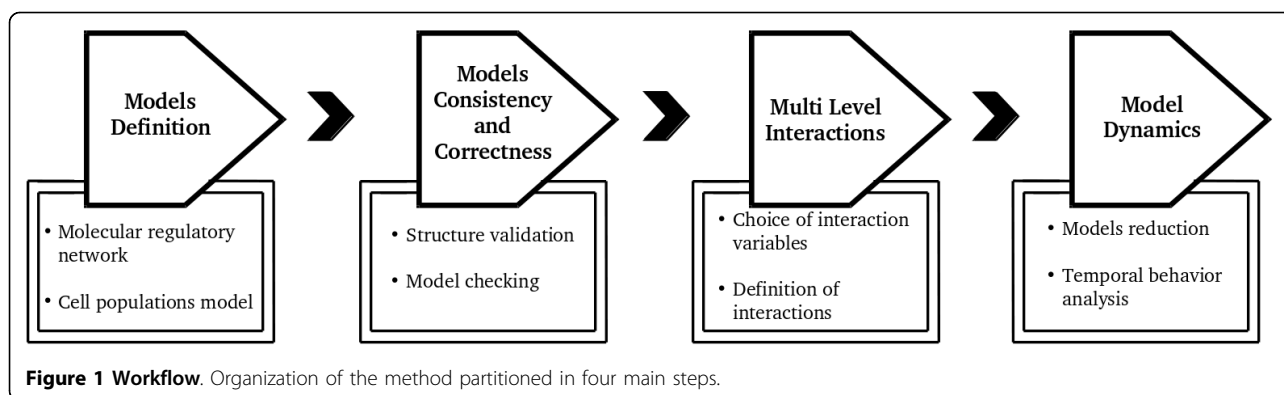 Models
Definition
• Molecular regulatory
network
• Cell populations model
Models
Consistency
and
Correctness
• Structure validation
• Model checking
Multi Level
Interactions
• Choice of interaction
variables
• Definition of
interactions
Model
Dynamics
• Models reduction
• Temporal behavior
analysis
Figure 1 Workflow. Organization of the method partitioned in four main steps.